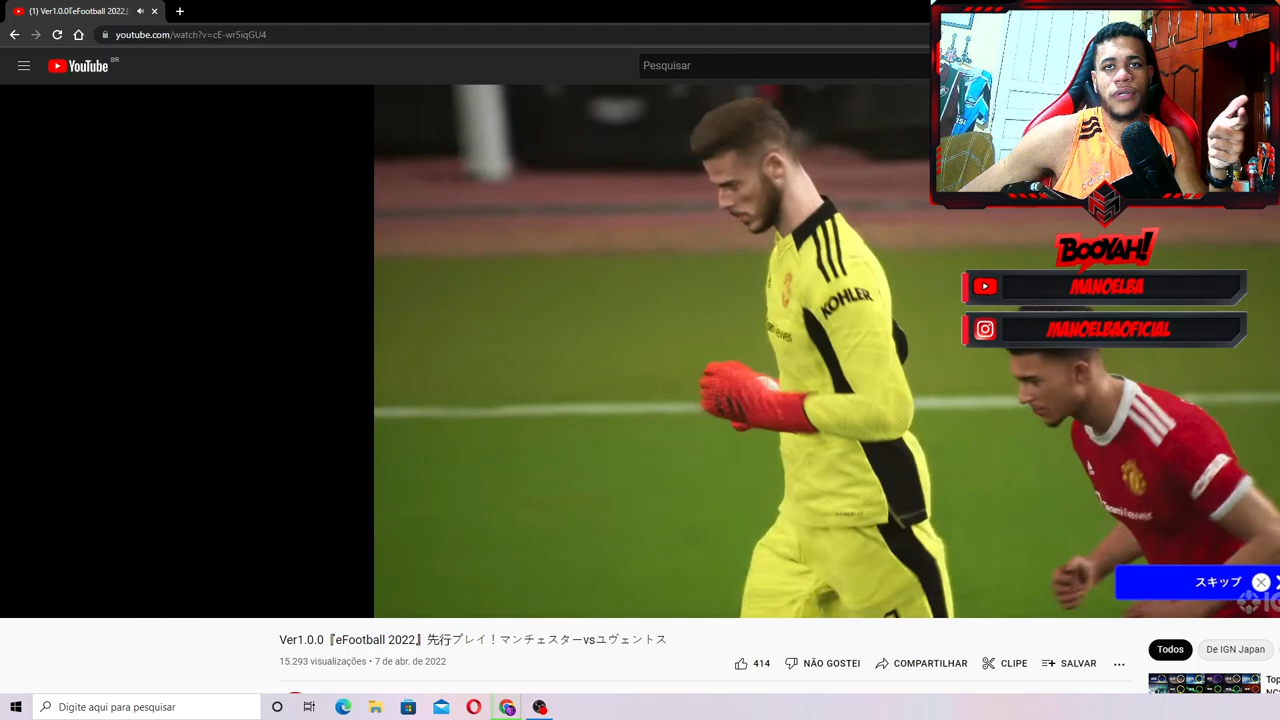 (1) Ver1.0.0『eFootball 2022』
youtube.com/watch?v=cE-wr5iqGU4
YouTube BR
Pesquisar
BOOYAH!
MANOELBA
MANOELBAOFICIAL
KOHLER
TeamViewer
スキップ
Ver1.0.0『eFootball 2022』先行プレイ！マンチェスターvsユヴェントス
15.293 visualizações • 7 de abr. de 2022
414
NÃO GOSTEI
COMPARTILHAR
CLIPE
SALVAR
Todos
De IGN Japan
Digite aqui para pesquisar